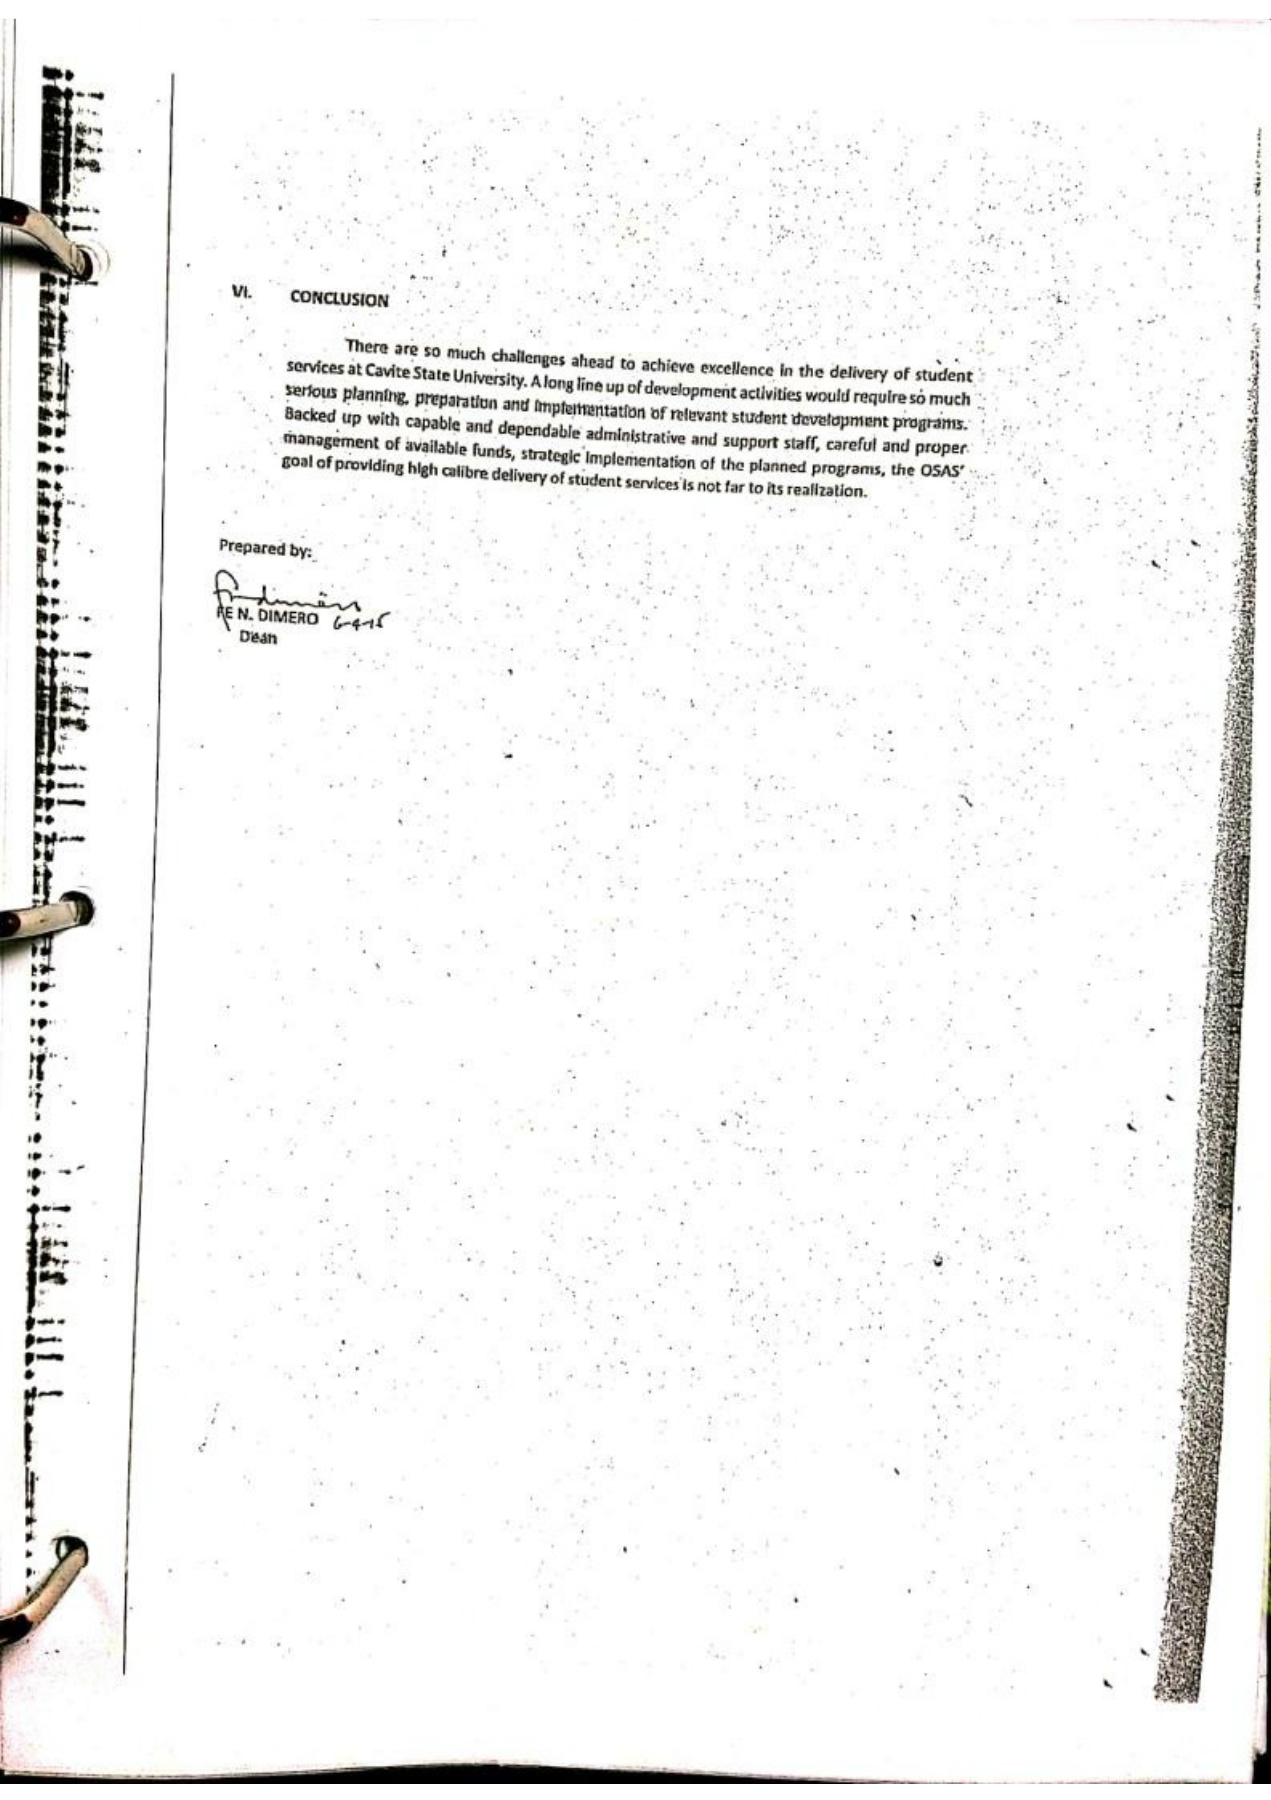 VI. CONCLUSION
There are so much challenges ahead to achieve excellence in the delivery of student
services at Cavite State University. A long line up of development activities would require so much
serious planning, preparation and implementation of relevant student development programs.
Backed up with capable and dependable administrative and support staff, careful and proper
management of available funds, strategic implementation of the planned programs, the OSAS'
goal of providing high calibre delivery of student services is not far to its realization.
Prepared by:
FE N. DIMERO 6-4-15
Dean